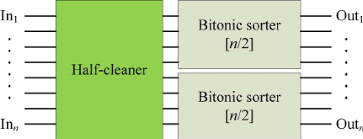 In1
Half-cleaner
Bitonic sorter
[n/2]
Out1
Bitonic sorter
[n/2]
Inn
Outn